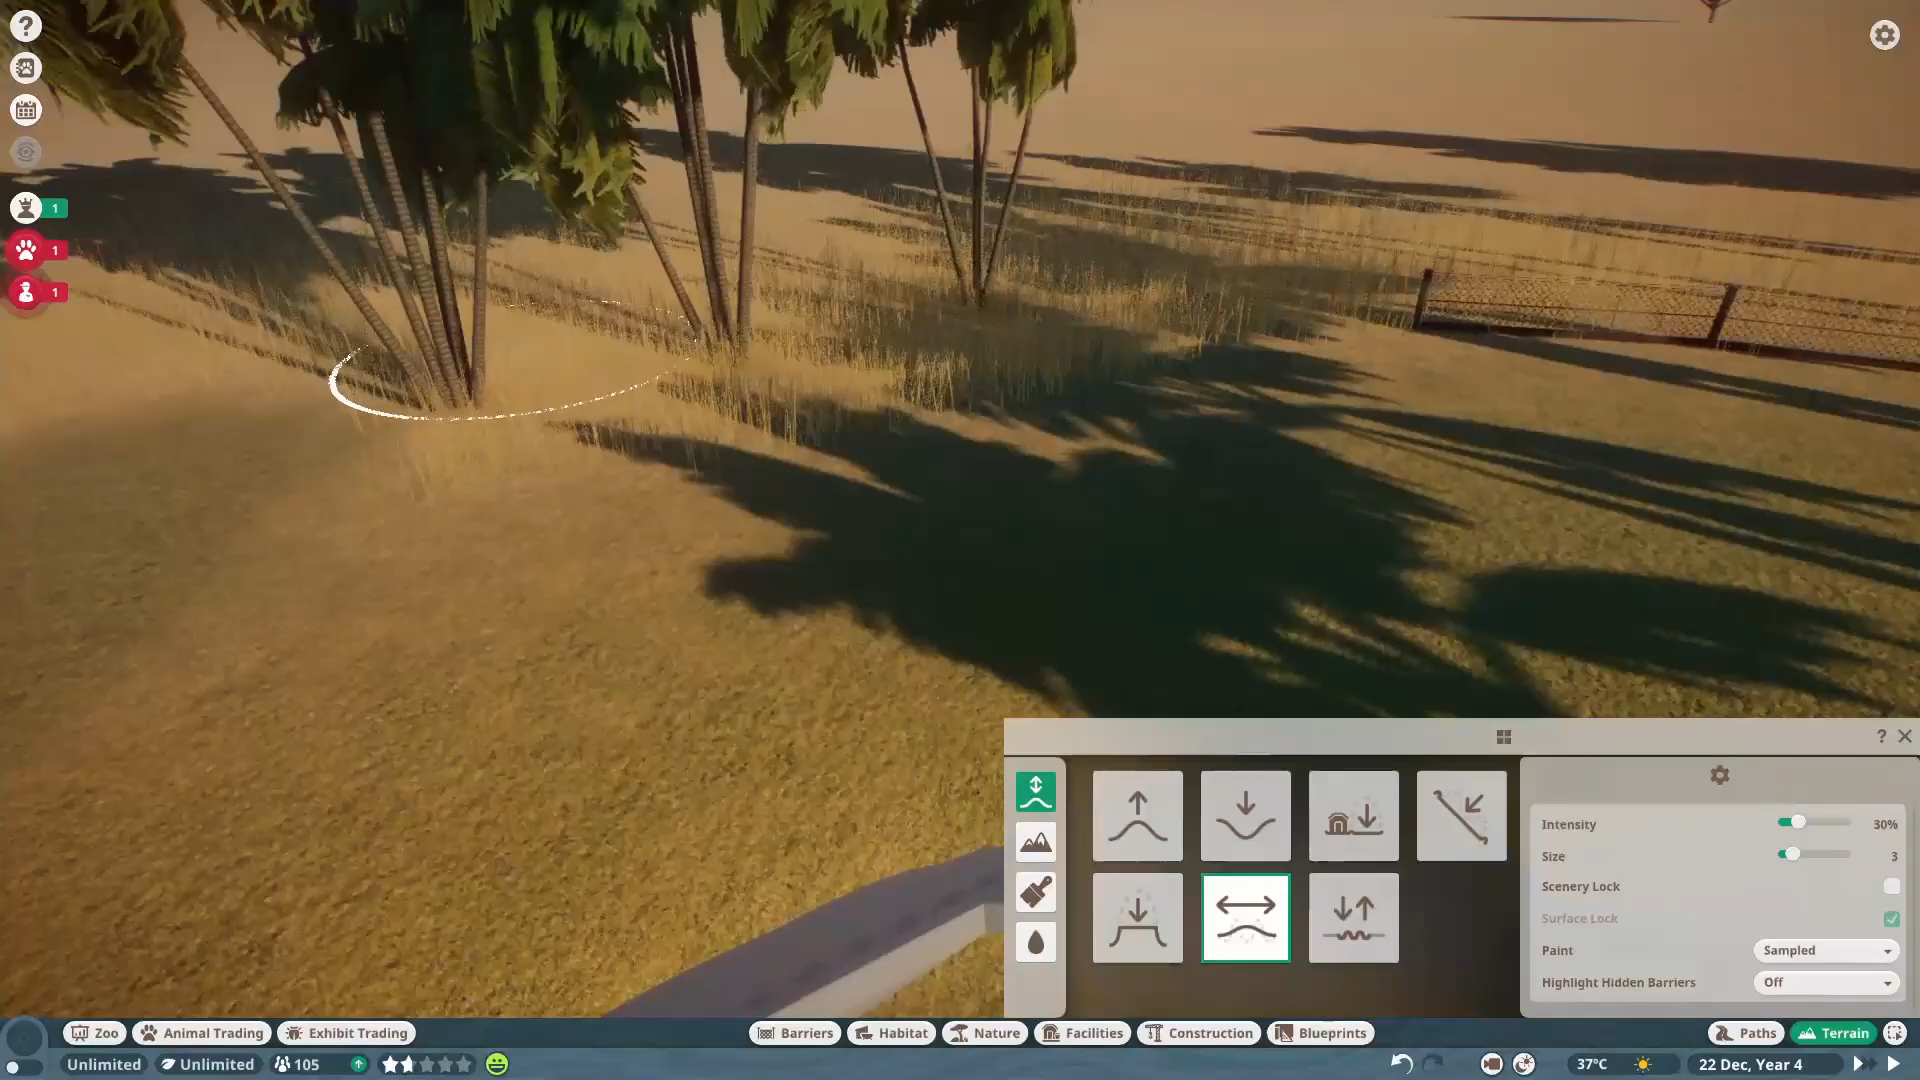 ?
1
1
1
?
Intensity 30%
Size 3
Scenery Lock
Surface Lock
Paint Sampled
Highlight Hidden Barriers Off
Zoo Animal Trading Exhibit Trading Barriers Habitat Nature Facilities Construction Blueprints Paths Terrain
Unlimited Unlimited 105 37°C 22 Dec, Year 4